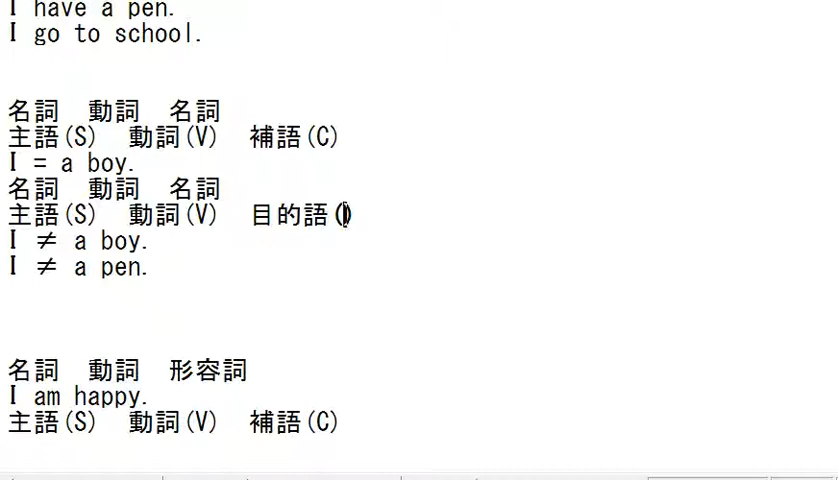 I have a pen.
I go to school.
名詞 動詞 名詞
主語(S) 動詞(V) 補語(C)
I = a boy.
名詞 動詞 名詞
主語(S) 動詞(V) 目的語()
I ≠ a boy.
I ≠ a pen.
名詞 動詞 形容詞
I am happy.
主語(S) 動詞(V) 補語(C)